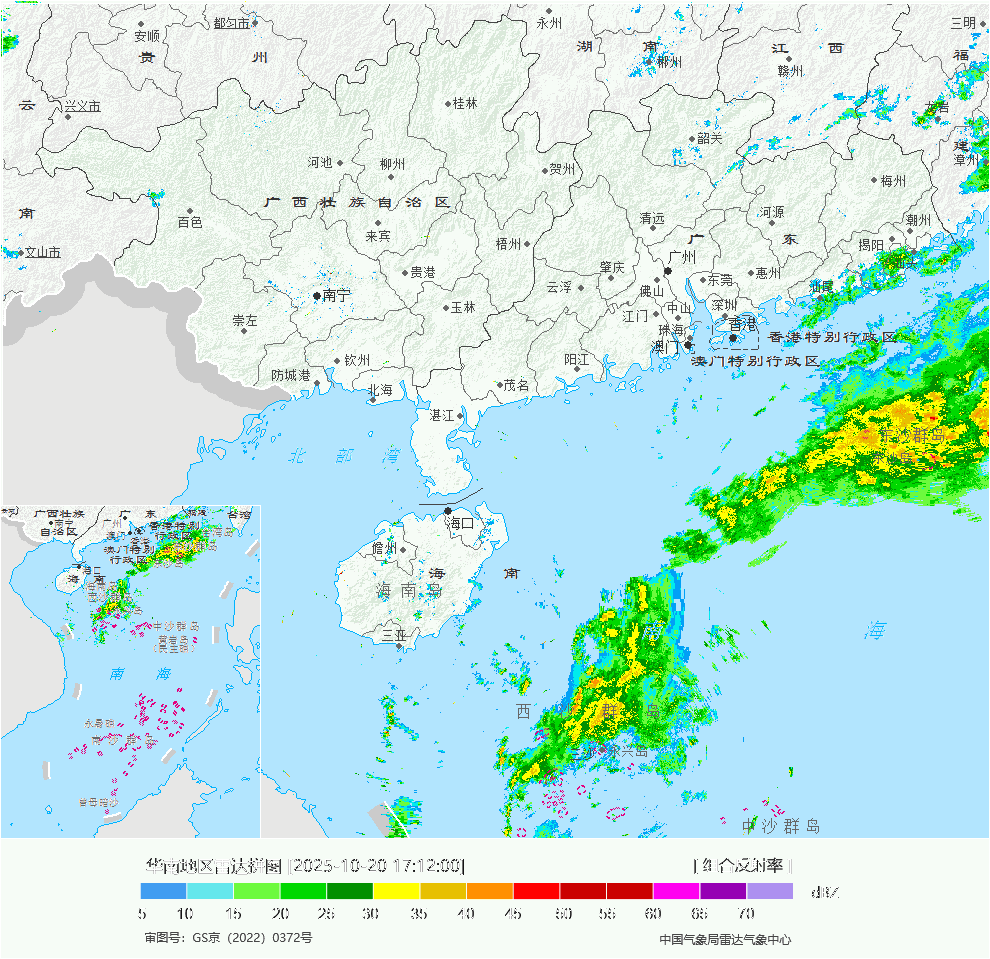 安顺
都匀市
永州
三明
贵 州
湖 南
郴州
江 西
赣州
福
建
云
南
兴义市
桂林
龙岩
漳州
韶关
河池
柳州
贺州
梅州
广 西 壮 族 自 治 区
百色
来宾
梧州
清远
河源
潮州
广 东
揭阳
文山市
贵港
肇庆
广州
云浮
佛山
东莞
惠州
南宁
玉林
江门
中山
深圳
汕尾
崇左
珠海
香港
香港特别行政区
澳门
澳门特别行政区
钦州
阳江
防城港
北海
茂名
湛江
北 部 湾
东沙群岛
海口
儋州
海 南
海 南 岛
三亚
海
西 沙 群 岛
中 沙 群 岛
广西壮族
自治区
南宁
广 东
广州
香港特别
行政区
澳门特别
行政区
台湾
海口
海 南
中沙群岛
黄岩岛
(民主礁)
南 海
永暑礁
南 沙 群 岛
曾母暗沙
华南地区雷达拼图 [2025-10-20 17:12:00]
[ 组合反射率 ]
5 10 15 20 25 30 35 40 45 50 55 60 65 70 dBZ
审图号：GS京（2022）0372号
中国气象局雷达气象中心